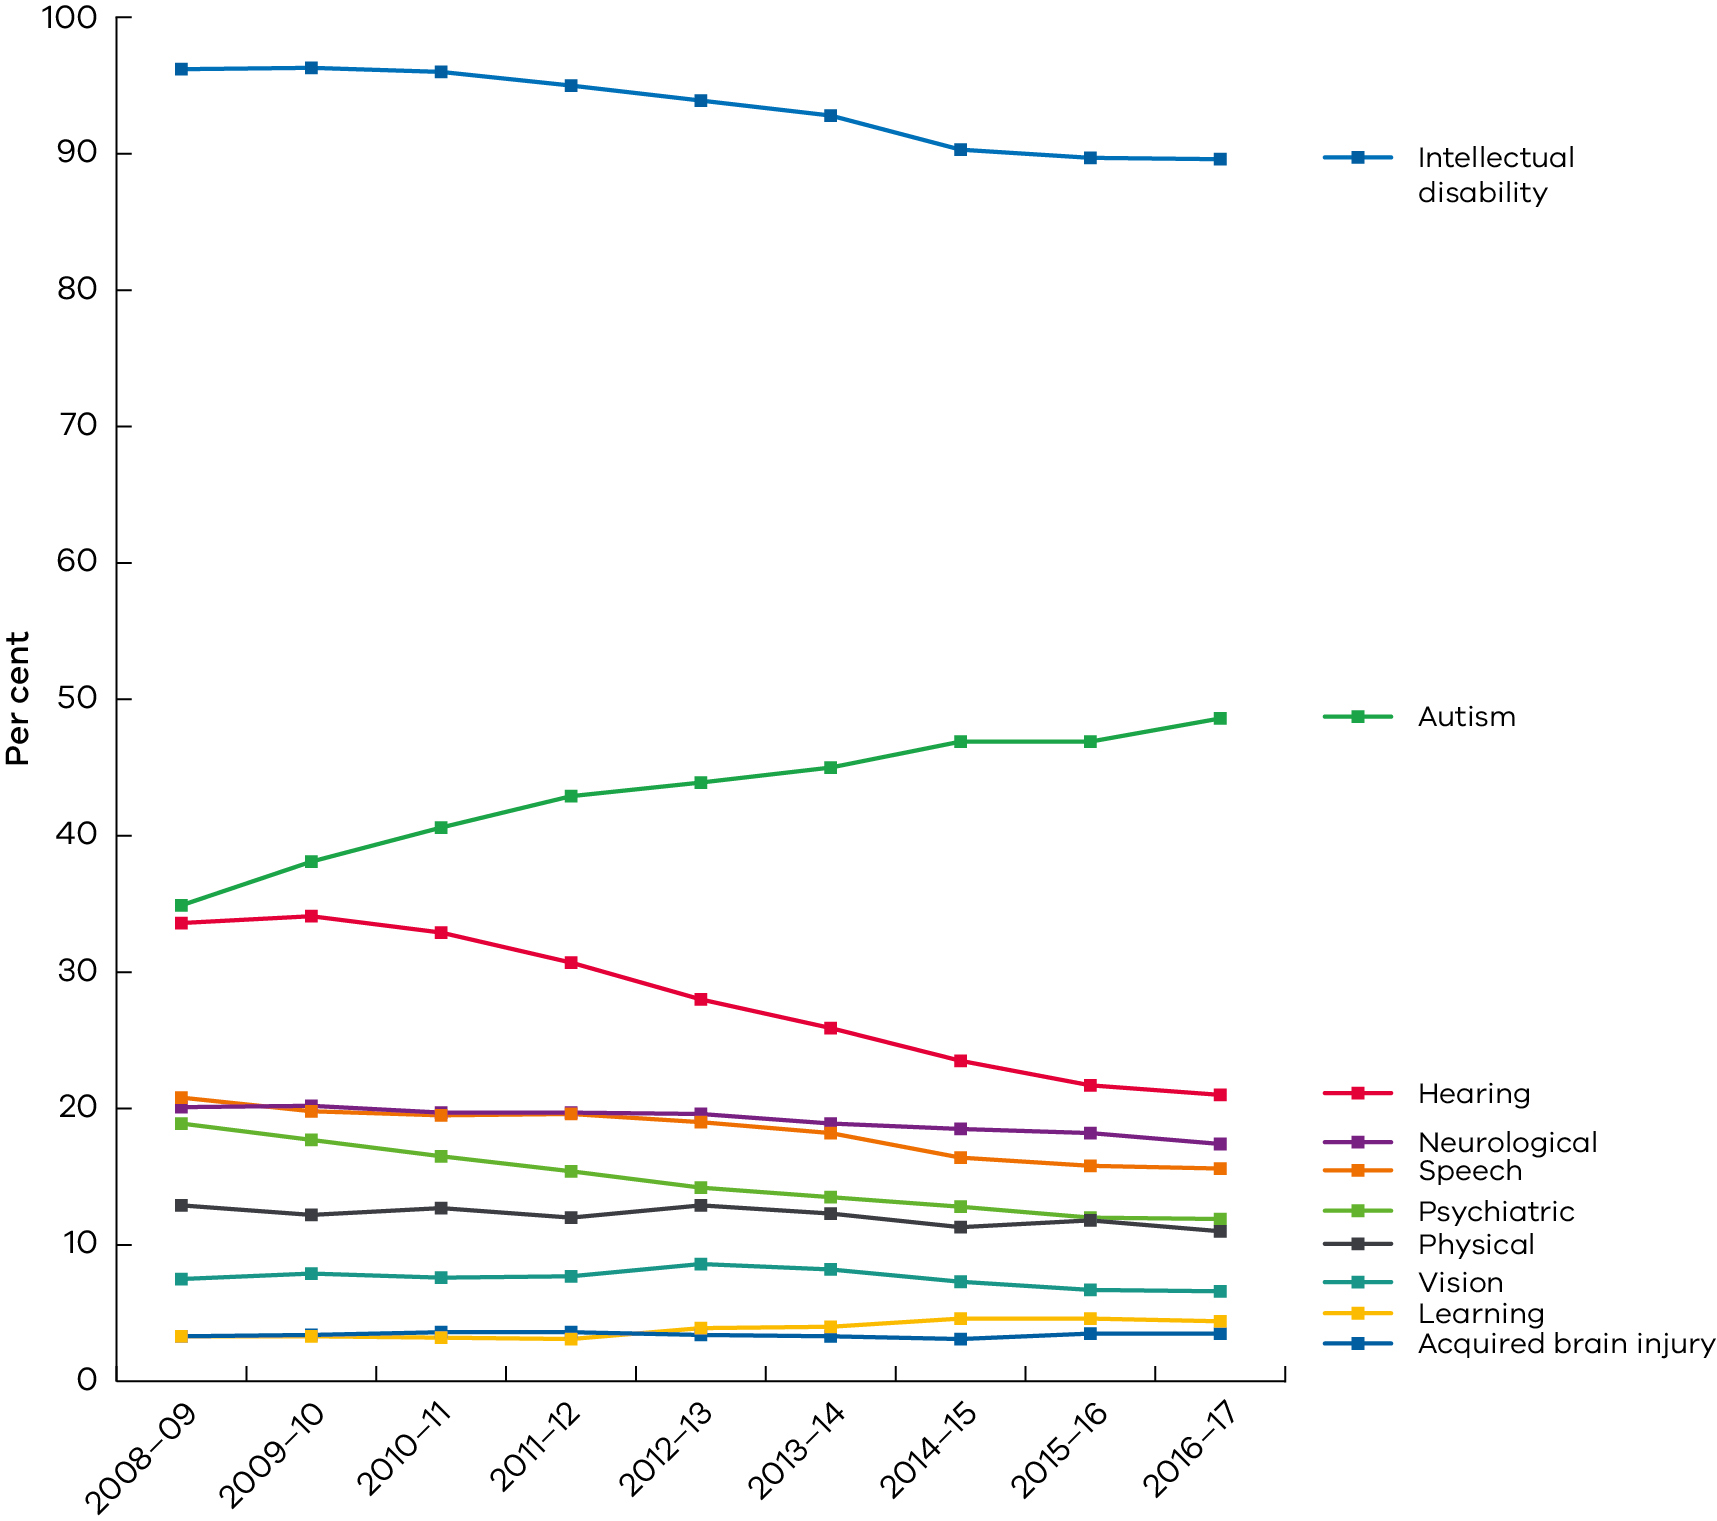 100
90
80
70
60
50
40
30
20
10
0
Per cent
2008–09
2009–10
2010–11
2011–12
2012–13
2013–14
2014–15
2015–16
2016–17
Intellectual
disability
Autism
Hearing
Neurological
Speech
Psychiatric
Physical
Vision
Learning
Acquired brain injury